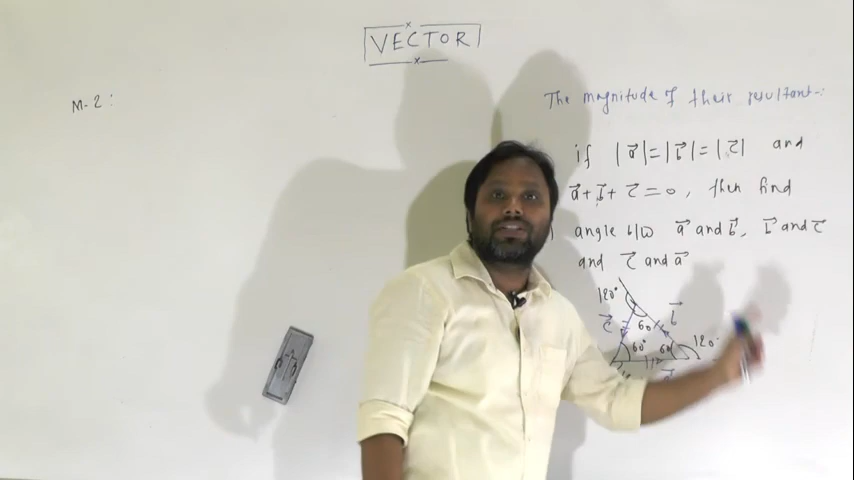 VECTOR
M-2:
The magnitude of their resultant-:
if |a⃗|=|b⃗|=|c⃗| and
a⃗+b⃗+c⃗=0, then find
angle b/w a⃗ and b⃗, b⃗ and c⃗
and c⃗ and a⃗
120°
c⃗ 60 b⃗
60° 60 120°